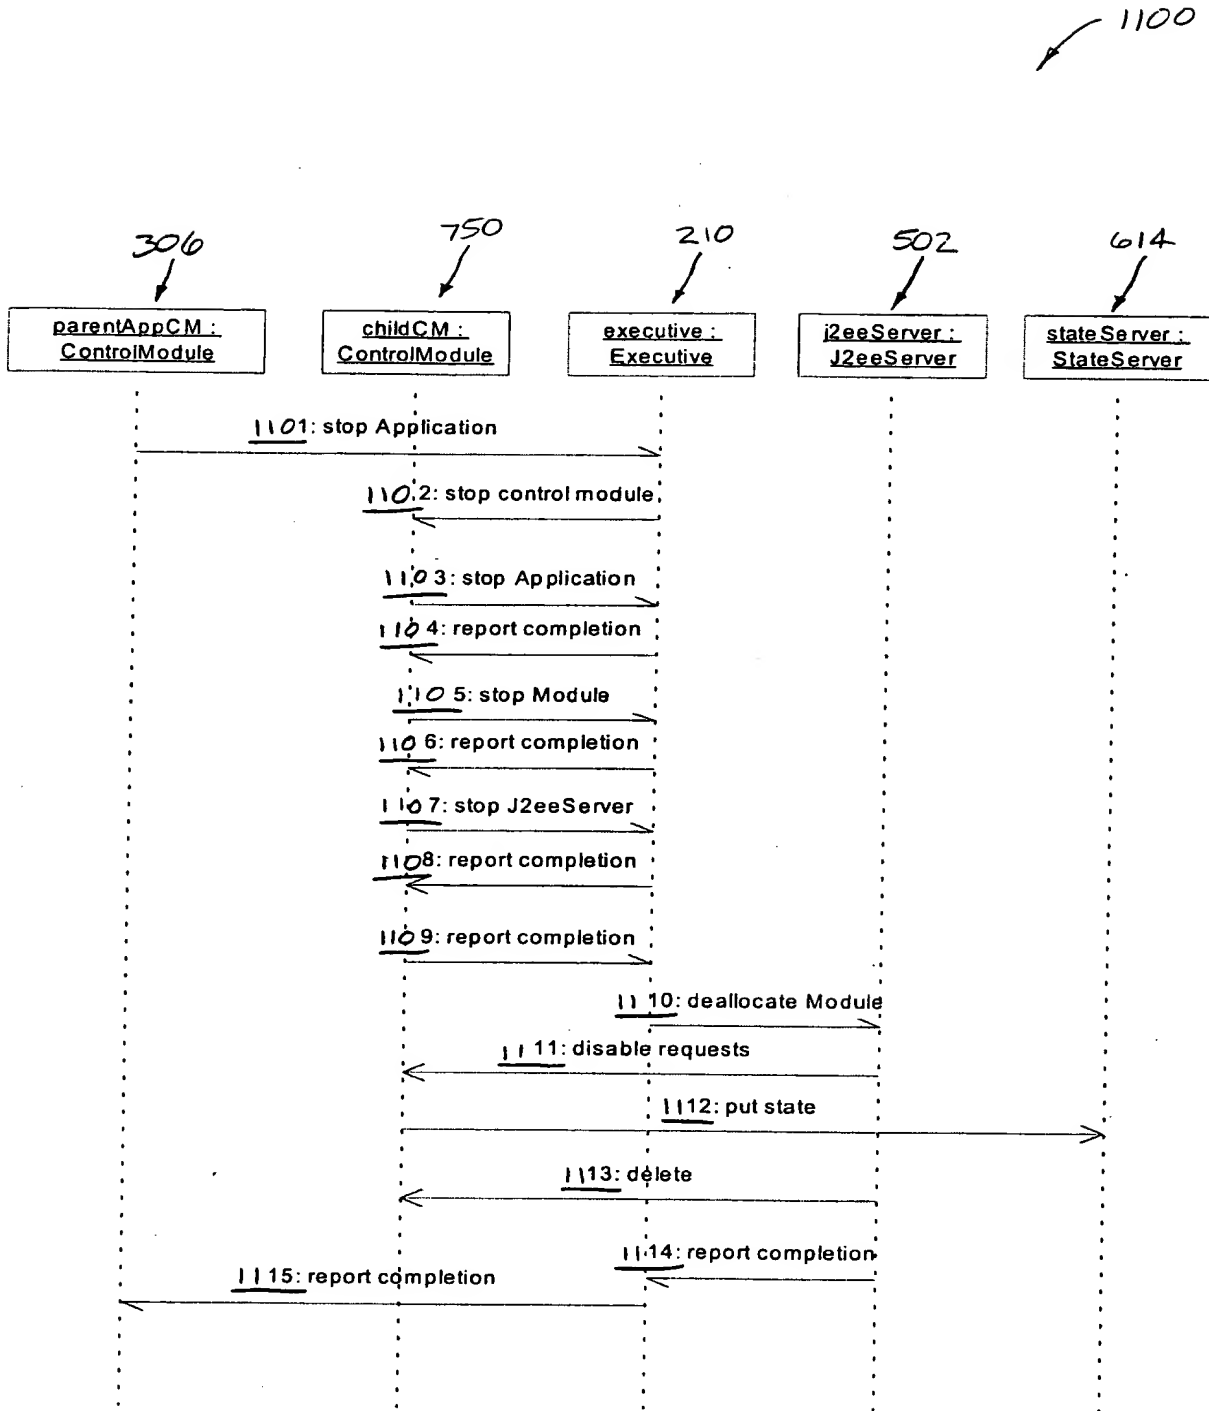 1100
306
750
210
502
614
parentAppCM :
ControlModule
childCM :
ControlModule
executive :
Executive
j2eeServer :
J2eeServer
stateServer :
StateServer
1101: stop Application
1102: stop control module
1103: stop Application
1104: report completion
1105: stop Module
1106: report completion
1107: stop J2eeServer
1108: report completion
1109: report completion
1110: deallocate Module
1111: disable requests
1112: put state
1113: delete
1114: report completion
1115: report completion